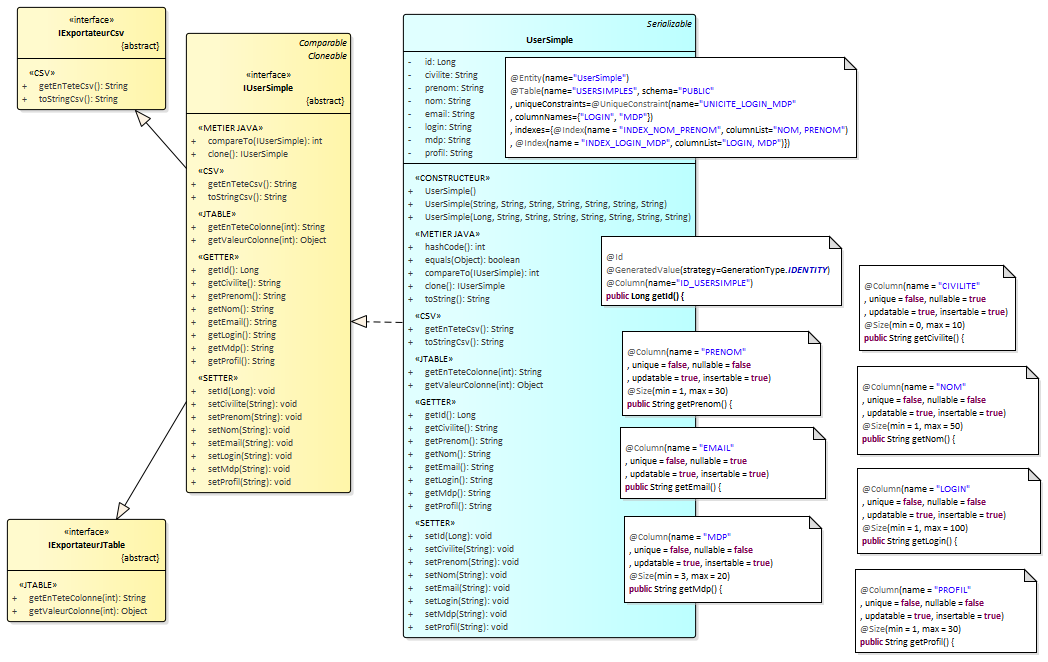 «interface»
IExportateurCsv
{abstract}
«CSV»
+ getEnTeteCsv(): String
+ toStringCsv(): String
Comparable
Cloneable
«interface»
IUserSimple
{abstract}
«METIER JAVA»
+ compareTo(IUserSimple): int
+ clone(): IUserSimple
«CSV»
+ getEnTeteCsv(): String
+ toStringCsv(): String
«JTABLE»
+ getEnTeteColonne(int): String
+ getValeurColonne(int): Object
«GETTER»
+ getId(): Long
+ getCivilite(): String
+ getPrenom(): String
+ getNom(): String
+ getEmail(): String
+ getLogin(): String
+ getMdp(): String
+ getProfil(): String
«SETTER»
+ setId(Long): void
+ setCivilite(String): void
+ setPrenom(String): void
+ setNom(String): void
+ setEmail(String): void
+ setLogin(String): void
+ setMdp(String): void
+ setProfil(String): void
«interface»
IExportateurJTable
{abstract}
«JTABLE»
+ getEnTeteColonne(int): String
+ getValeurColonne(int): Object
Serializable
UserSimple
- id: Long
- civilite: String
- prenom: String
- nom: String
- email: String
- login: String
- mdp: String
- profil: String
«CONSTRUCTEUR»
+ UserSimple()
+ UserSimple(String, String, String, String, String, String, String)
+ UserSimple(Long, String, String, String, String, String, String, String)
«METIER JAVA»
+ hashCode(): int
+ equals(Object): boolean
+ compareTo(IUserSimple): int
+ clone(): IUserSimple
+ toString(): String
«CSV»
+ getEnTeteCsv(): String
+ toStringCsv(): String
«JTABLE»
+ getEnTeteColonne(int): String
+ getValeurColonne(int): Object
«GETTER»
+ getId(): Long
+ getCivilite(): String
+ getPrenom(): String
+ getNom(): String
+ getEmail(): String
+ getLogin(): String
+ getMdp(): String
+ getProfil(): String
«SETTER»
+ setId(Long): void
+ setCivilite(String): void
+ setPrenom(String): void
+ setNom(String): void
+ setEmail(String): void
+ setLogin(String): void
+ setMdp(String): void
+ setProfil(String): void
@Entity(name="UserSimple")
@Table(name="USERSIMPLES", schema="PUBLIC"
, uniqueConstraints=@UniqueConstraint(name="UNICITE_LOGIN_MDP"
, columnNames={"LOGIN", "MDP"})
, indexes={@Index(name = "INDEX_NOM_PRENOM", columnList="NOM, PRENOM")
, @Index(name = "INDEX_LOGIN_MDP", columnList="LOGIN, MDP")})
@Id
@GeneratedValue(strategy=GenerationType.IDENTITY)
@Column(name="ID_USERSIMPLE")
public Long getId() {
@Column(name = "CIVILITE"
, unique = false, nullable = true
, updatable = true, insertable = true)
@Size(min = 0, max = 10)
public String getCivilite() {
@Column(name = "PRENOM"
, unique = false, nullable = false
, updatable = true, insertable = true)
@Size(min = 1, max = 30)
public String getPrenom() {
@Column(name = "NOM"
, unique = false, nullable = false
, updatable = true, insertable = true)
@Size(min = 1, max = 50)
public String getNom() {
@Column(name = "EMAIL"
, unique = false, nullable = true
, updatable = true, insertable = true)
public String getEmail() {
@Column(name = "LOGIN"
, unique = false, nullable = false
, updatable = true, insertable = true)
@Size(min = 1, max = 100)
public String getLogin() {
@Column(name = "MDP"
, unique = false, nullable = false
, updatable = true, insertable = true)
@Size(min = 3, max = 20)
public String getMdp() {
@Column(name = "PROFIL"
, unique = false, nullable = false
, updatable = true, insertable = true)
@Size(min = 1, max = 30)
public String getProfil() {